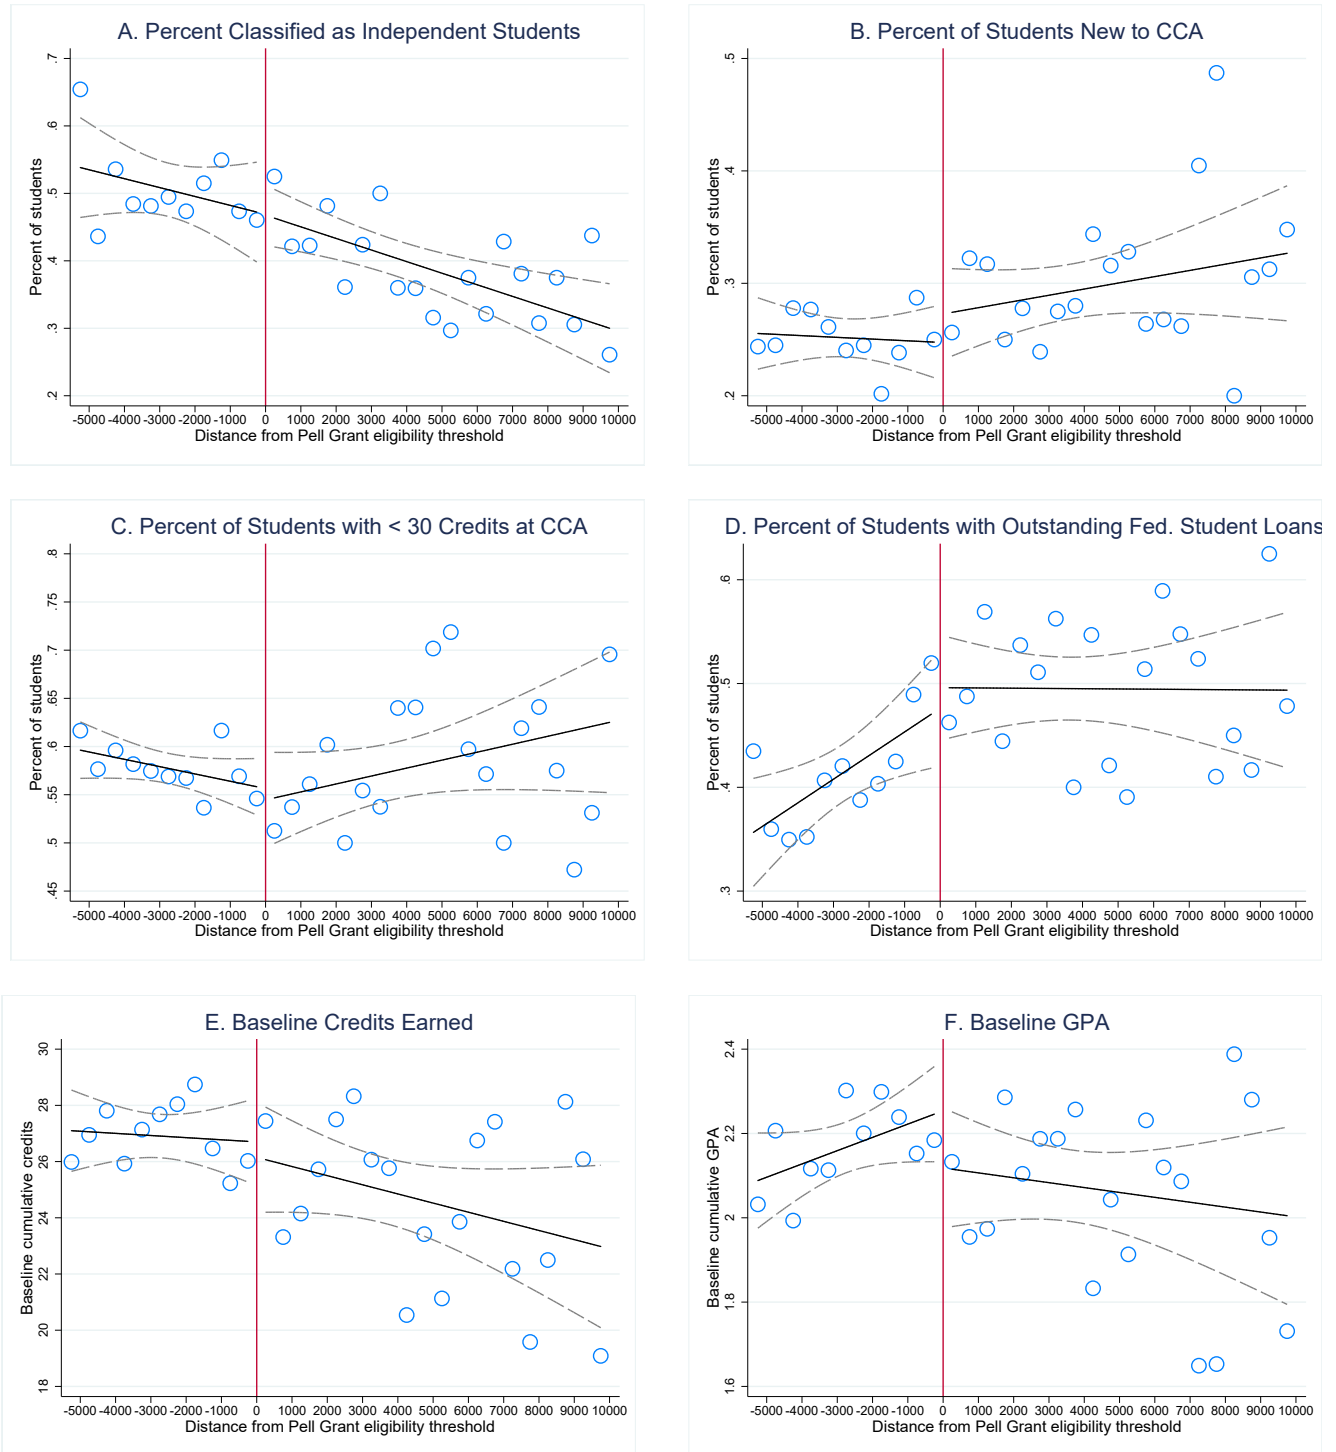 A. Percent Classified as Independent Students
Percent of students
.7
.6
.5
.4
.3
.2
-5000 -4000 -3000 -2000 -1000 0 1000 2000 3000 4000 5000 6000 7000 8000 9000 10000
Distance from Pell Grant eligibility threshold
B. Percent of Students New to CCA
Percent of students
.5
.4
.3
.2
-5000 -4000 -3000 -2000 -1000 0 1000 2000 3000 4000 5000 6000 7000 8000 9000 10000
Distance from Pell Grant eligibility threshold
C. Percent of Students with < 30 Credits at CCA
Percent of students
.8
.75
.7
.65
.6
.55
.5
.45
-5000 -4000 -3000 -2000 -1000 0 1000 2000 3000 4000 5000 6000 7000 8000 9000 10000
Distance from Pell Grant eligibility threshold
D. Percent of Students with Outstanding Fed. Student Loans
Percent of students
.6
.5
.4
.3
-5000 -4000 -3000 -2000 -1000 0 1000 2000 3000 4000 5000 6000 7000 8000 9000 10000
Distance from Pell Grant eligibility threshold
E. Baseline Credits Earned
Baseline cumulative credits
30
28
26
24
22
20
18
-5000 -4000 -3000 -2000 -1000 0 1000 2000 3000 4000 5000 6000 7000 8000 9000 10000
Distance from Pell Grant eligibility threshold
F. Baseline GPA
Baseline cumulative GPA
2.4
2.2
2
1.8
1.6
-5000 -4000 -3000 -2000 -1000 0 1000 2000 3000 4000 5000 6000 7000 8000 9000 10000
Distance from Pell Grant eligibility threshold